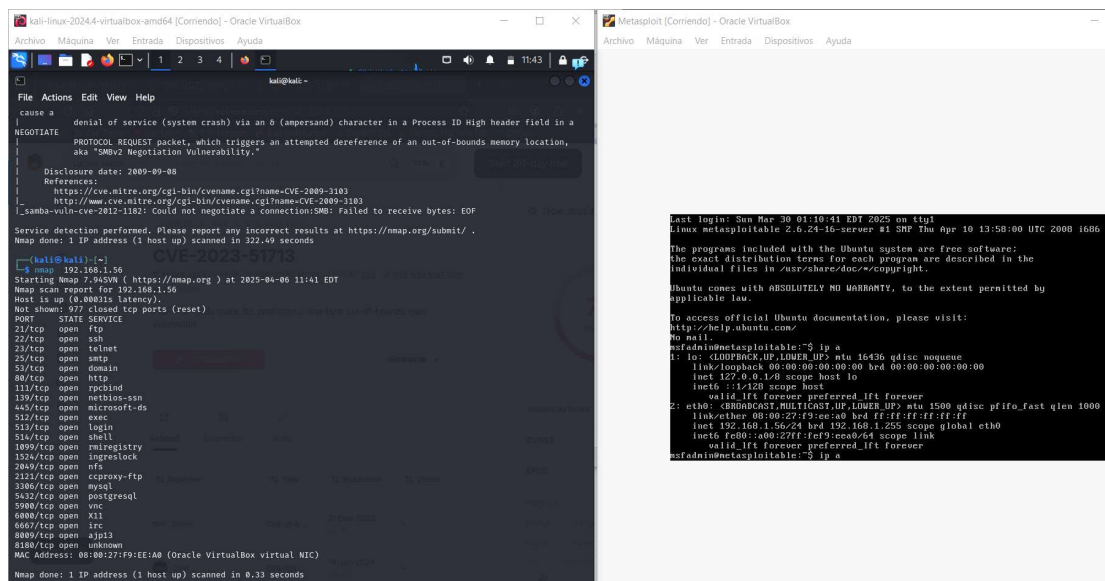 kali-linux-2024.4-virtualbox-amd64 [Corriendo] - Oracle VirtualBox
Archivo Máquina Ver Entrada Dispositivos Ayuda
1 2 3 4
11:43
kali@kali: ~
File Actions Edit View Help
cause a
| denial of service (system crash) via an & (ampersand) character in a Process ID High header field in a
NEGOTIATE
| PROTOCOL REQUEST packet, which triggers an attempted dereference of an out-of-bounds memory location,
| aka "SMBv2 Negotiation Vulnerability."
|
| Disclosure date: 2009-09-08
| References:
| https://cve.mitre.org/cgi-bin/cvename.cgi?name=CVE-2009-3103
|_ http://www.cve.mitre.org/cgi-bin/cvename.cgi?name=CVE-2009-3103
|_samba-vuln-cve-2012-1182: Could not negotiate a connection:SMB: Failed to receive bytes: EOF
Service detection performed. Please report any incorrect results at https://nmap.org/submit/ .
Nmap done: 1 IP address (1 host up) scanned in 322.49 seconds
CVE-2023-51713
┌──(kali㉿kali)-[~]
└─$ nmap 192.168.1.56
Starting Nmap 7.94SVN ( https://nmap.org ) at 2025-04-06 11:41 EDT
Nmap scan report for 192.168.1.56
Host is up (0.00031s latency).
Not shown: 977 closed tcp ports (reset)
PORT STATE SERVICE
21/tcp open ftp
22/tcp open ssh
23/tcp open telnet
25/tcp open smtp
53/tcp open domain
80/tcp open http
111/tcp open rpcbind
139/tcp open netbios-ssn
445/tcp open microsoft-ds
512/tcp open exec
513/tcp open login
514/tcp open shell
1099/tcp open rmiregistry
1524/tcp open ingreslock
2049/tcp open nfs
2121/tcp open ccproxy-ftp
3306/tcp open mysql
5432/tcp open postgresql
5900/tcp open vnc
6000/tcp open X11
6667/tcp open irc
8009/tcp open ajp13
8180/tcp open unknown
MAC Address: 08:00:27:F9:EE:A0 (Oracle VirtualBox virtual NIC)
Nmap done: 1 IP address (1 host up) scanned in 0.33 seconds
Metasploit [Corriendo] - Oracle VirtualBox
Archivo Máquina Ver Entrada Dispositivos Ayuda
Last login: Sun Mar 30 01:10:41 EDT 2025 on tty1
Linux metasploitable 2.6.24-16-server #1 SMP Thu Apr 10 13:58:00 UTC 2008 i686
The programs included with the Ubuntu system are free software;
the exact distribution terms for each program are described in the
individual files in /usr/share/doc/*/copyright.
Ubuntu comes with ABSOLUTELY NO WARRANTY, to the extent permitted by
applicable law.
To access official Ubuntu documentation, please visit:
http://help.ubuntu.com/
No mail.
msfadmin@metasploitable:~$ ip a
1: lo: <LOOPBACK,UP,LOWER_UP> mtu 16436 qdisc noqueue
link/loopback 00:00:00:00:00:00 brd 00:00:00:00:00:00
inet 127.0.0.1/8 scope host lo
inet6 ::1/128 scope host
valid_lft forever preferred_lft forever
2: eth0: <BROADCAST,MULTICAST,UP,LOWER_UP> mtu 1500 qdisc pfifo_fast qlen 1000
link/ether 08:00:27:f9:ee:a0 brd ff:ff:ff:ff:ff:ff
inet 192.168.1.56/24 brd 192.168.1.255 scope global eth0
inet6 fe80::a00:27ff:fef9:eea0/64 scope link
valid_lft forever preferred_lft forever
msfadmin@metasploitable:~$ ip a